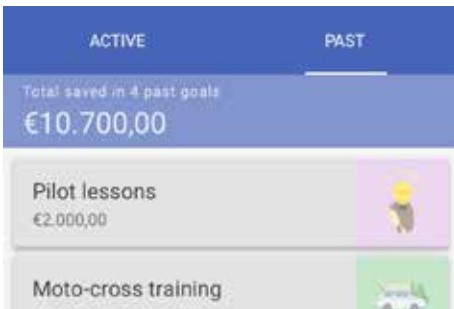 ACTIVE PAST
Total saved in 4 past goals
€10.700,00
Pilot lessons
€2.000,00
Moto-cross training